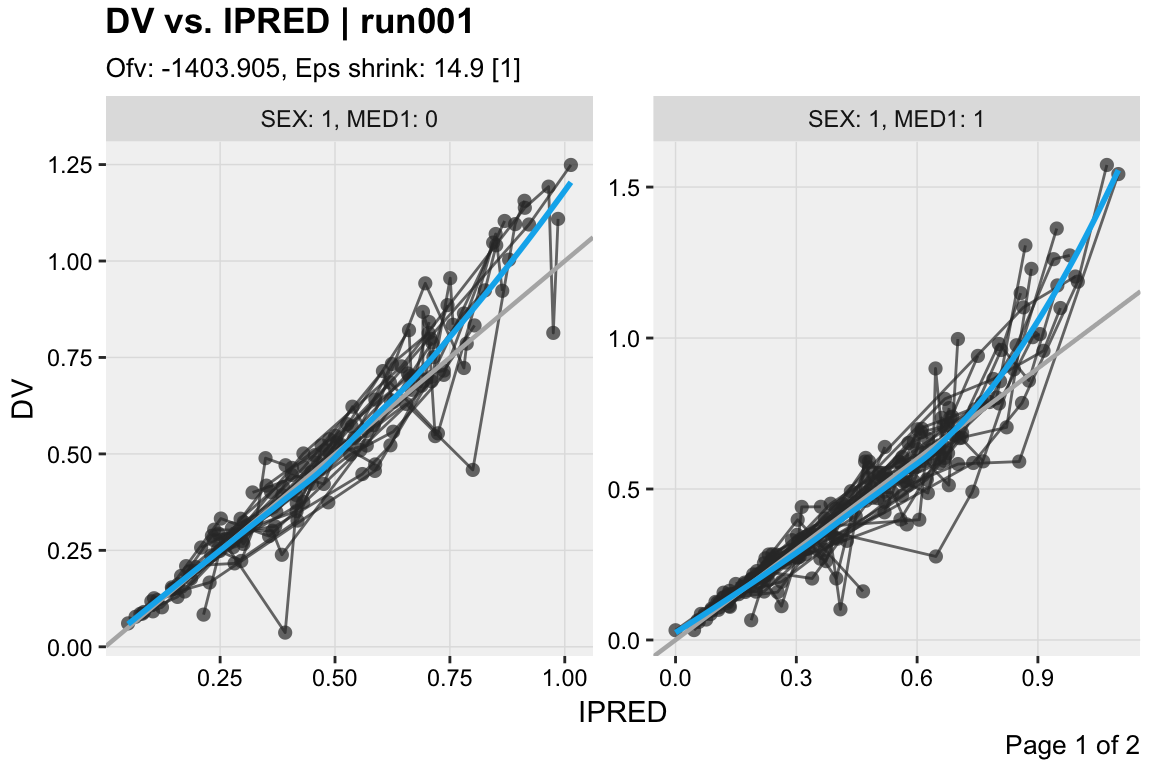 DV vs. IPRED | run001
Ofv: -1403.905, Eps shrink: 14.9 [1]
SEX: 1, MED1: 0
SEX: 1, MED1: 1
DV
1.25
1.00
0.75
0.50
0.25
0.00
1.5
1.0
0.5
0.0
0.25 0.50 0.75 1.00
0.0 0.3 0.6 0.9
IPRED
Page 1 of 2